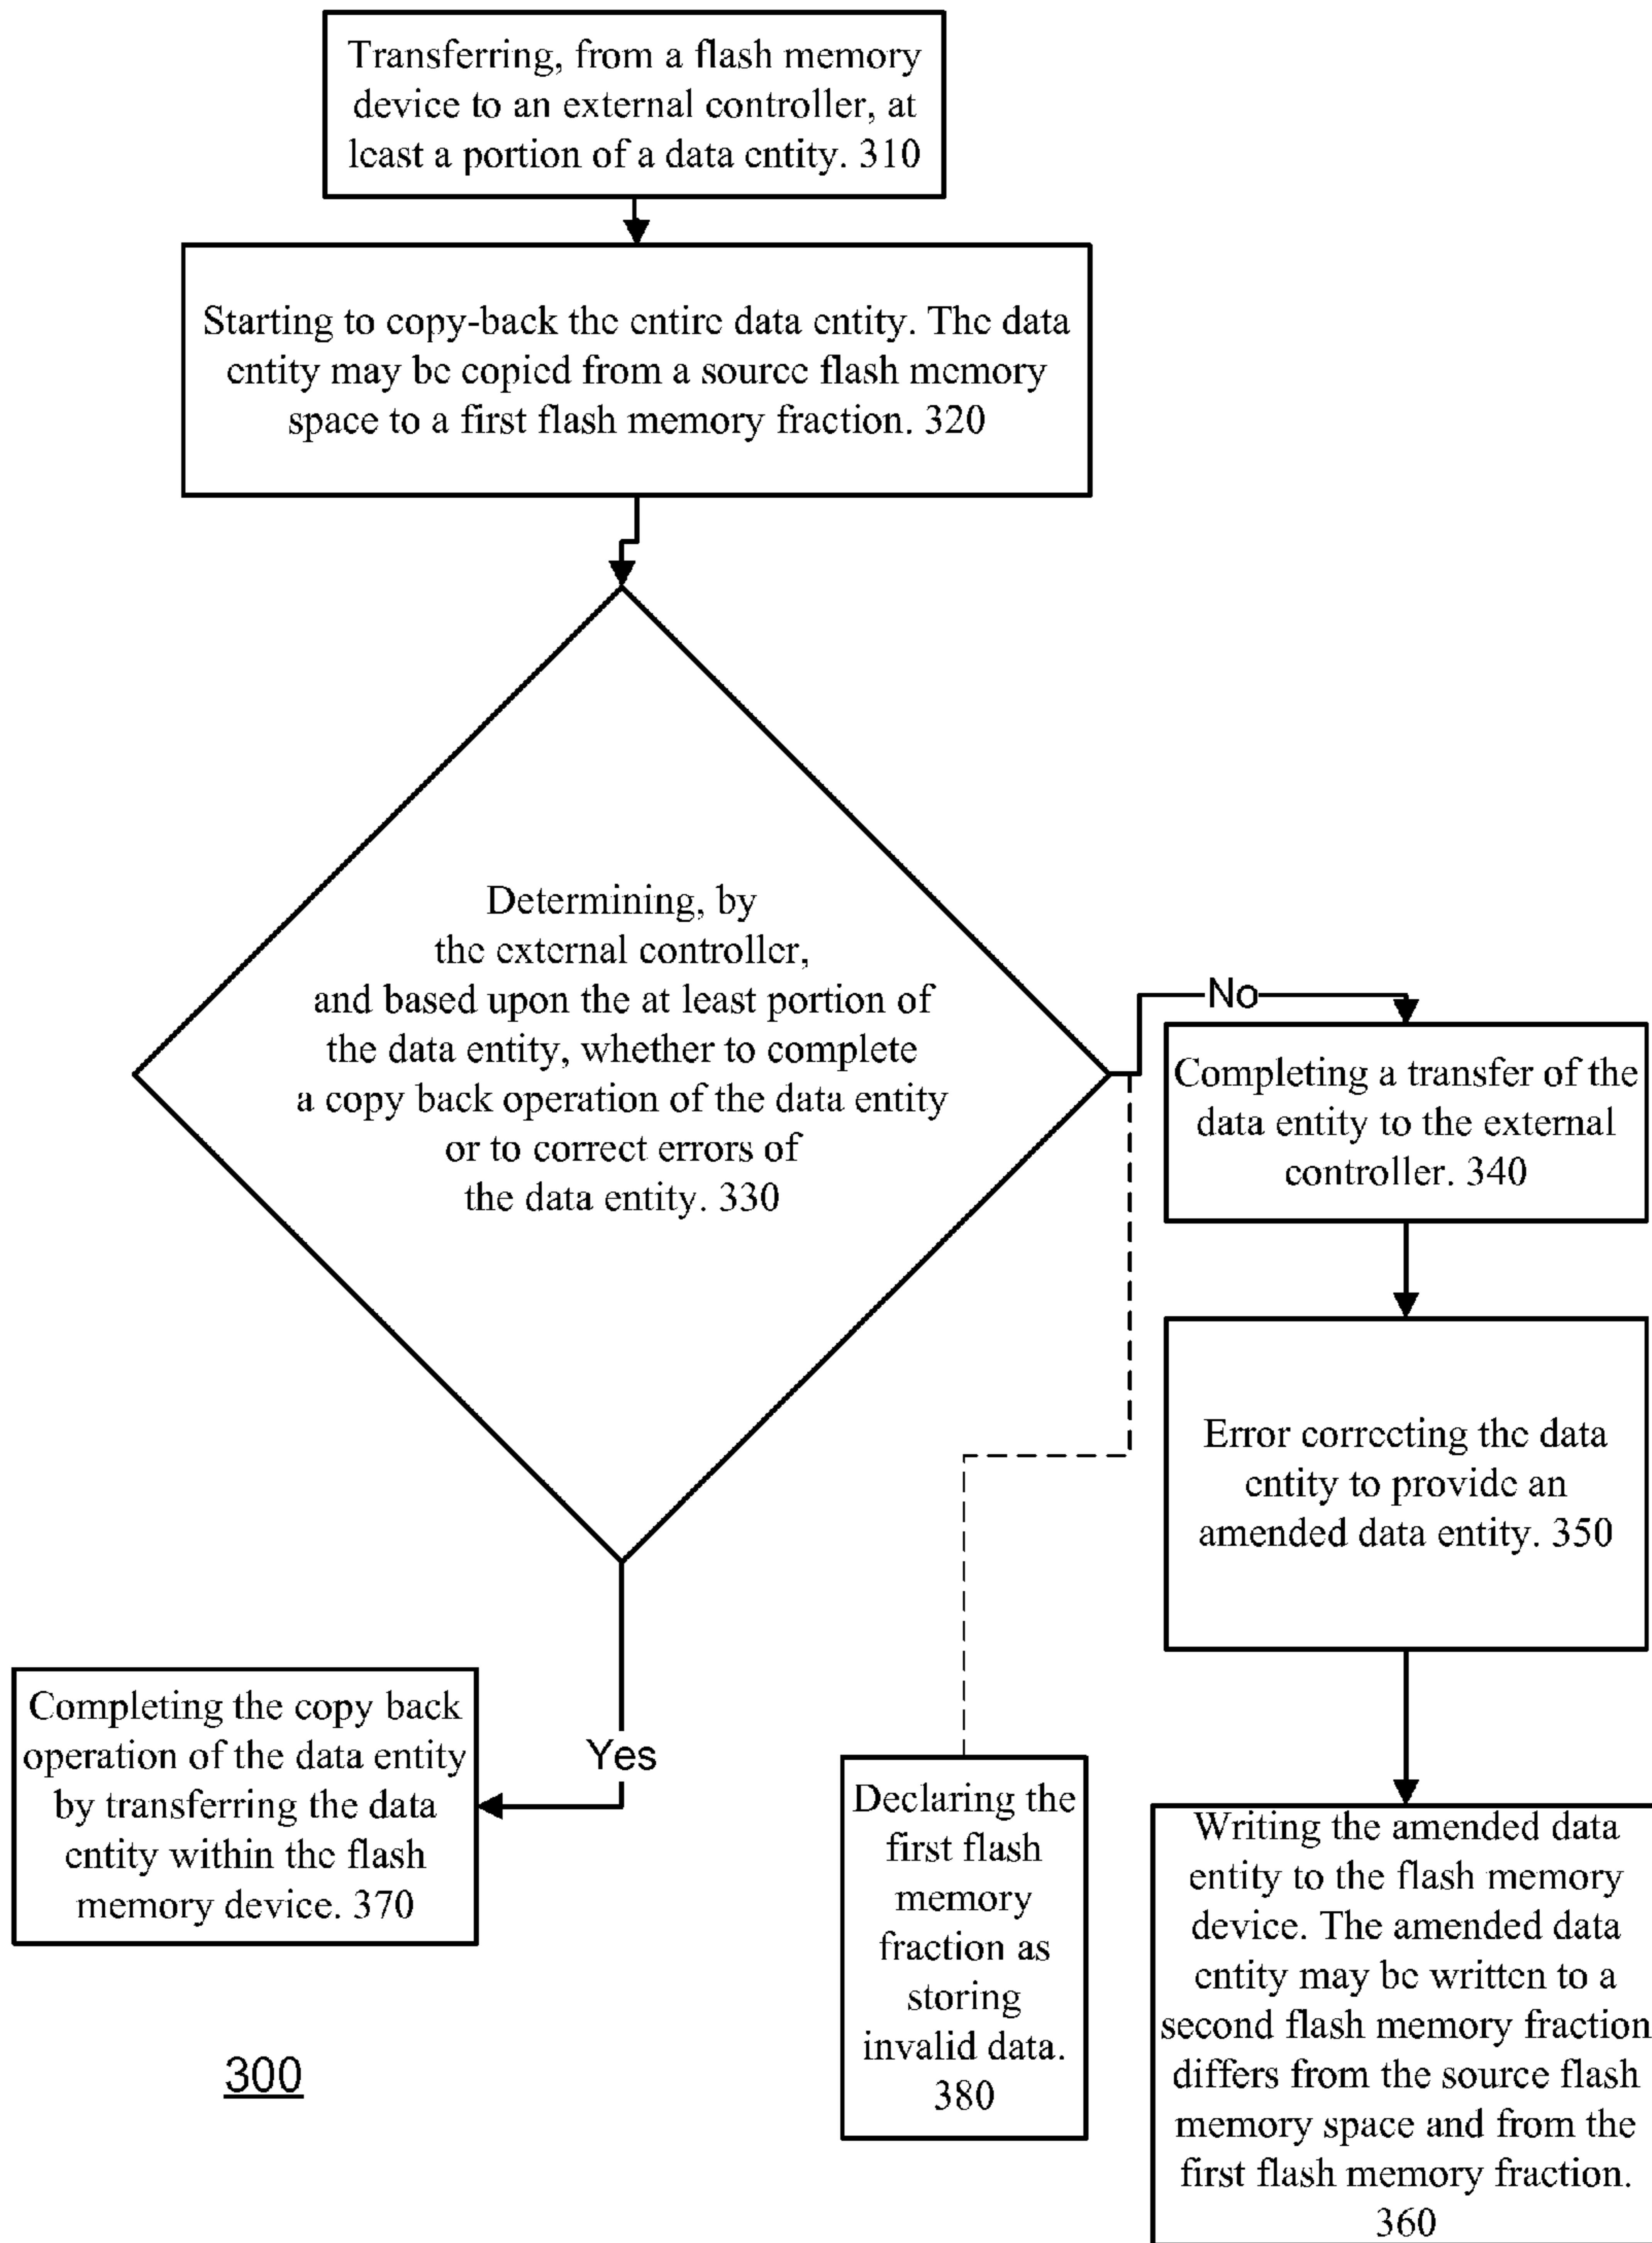 Transferring, from a flash memory
device to an external controller, at
least a portion of a data entity. 310
Starting to copy-back the entire data entity. The data
entity may be copied from a source flash memory
space to a first flash memory fraction. 320
Determining, by
the external controller,
and based upon the at least portion of
the data entity, whether to complete
a copy back operation of the data entity
or to correct errors of
the data entity. 330
No
Completing a transfer of the
data entity to the external
controller. 340
Error correcting the data
entity to provide an
amended data entity. 350
Yes
Completing the copy back
operation of the data entity
by transferring the data
entity within the flash
memory device. 370
Declaring the
first flash
memory
fraction as
storing
invalid data.
380
Writing the amended data
entity to the flash memory
device. The amended data
entity may be written to a
second flash memory fraction
differs from the source flash
memory space and from the
first flash memory fraction.
360
300